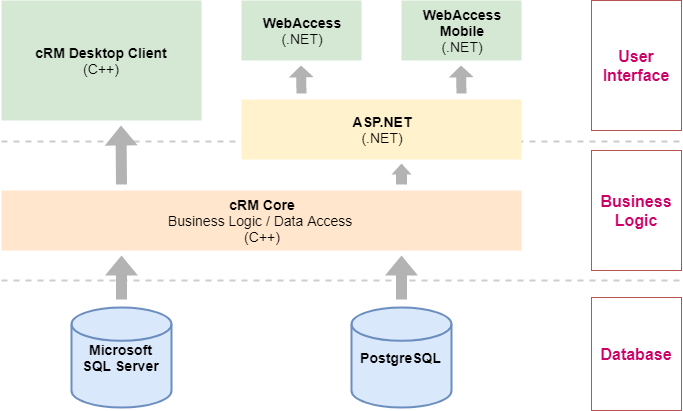 cRM Desktop Client
(C++)
WebAccess
(.NET)
WebAccess
Mobile
(.NET)
User
Interface
ASP.NET
(.NET)
cRM Core
Business Logic / Data Access
(C++)
Business
Logic
Microsoft
SQL Server
PostgreSQL
Database